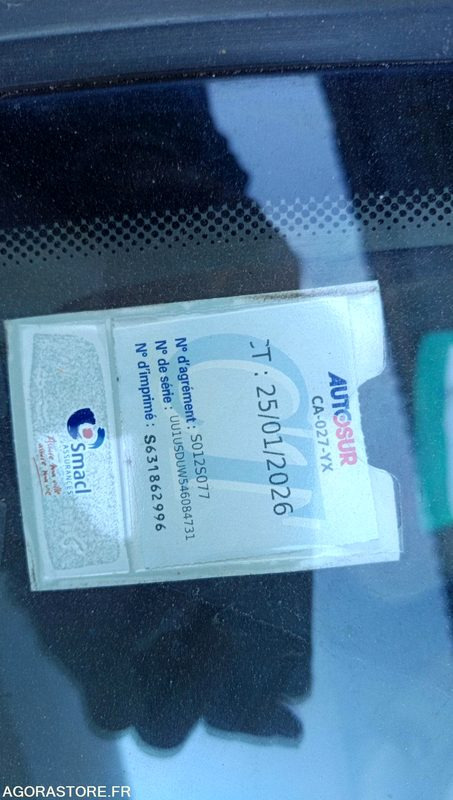 AUTOSUR
CA-027-YX
CT : 25/01/2026
N° d'agrément : S012S077
N° de série : UU1USDUW546084731
N° d'imprimé : S631862996
Smacl
ASSURANCES
AGORASTORE.FR